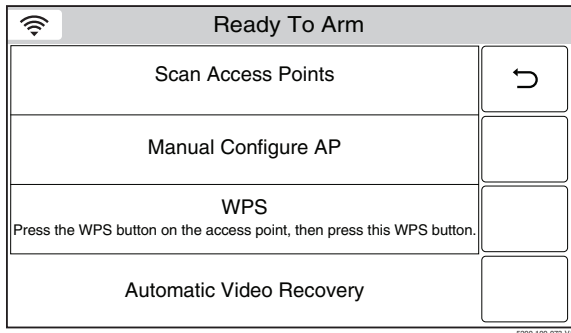 Ready To Arm
Scan Access Points
Manual Configure AP
WPS
Press the WPS button on the access point, then press this WPS button.
Automatic Video Recovery